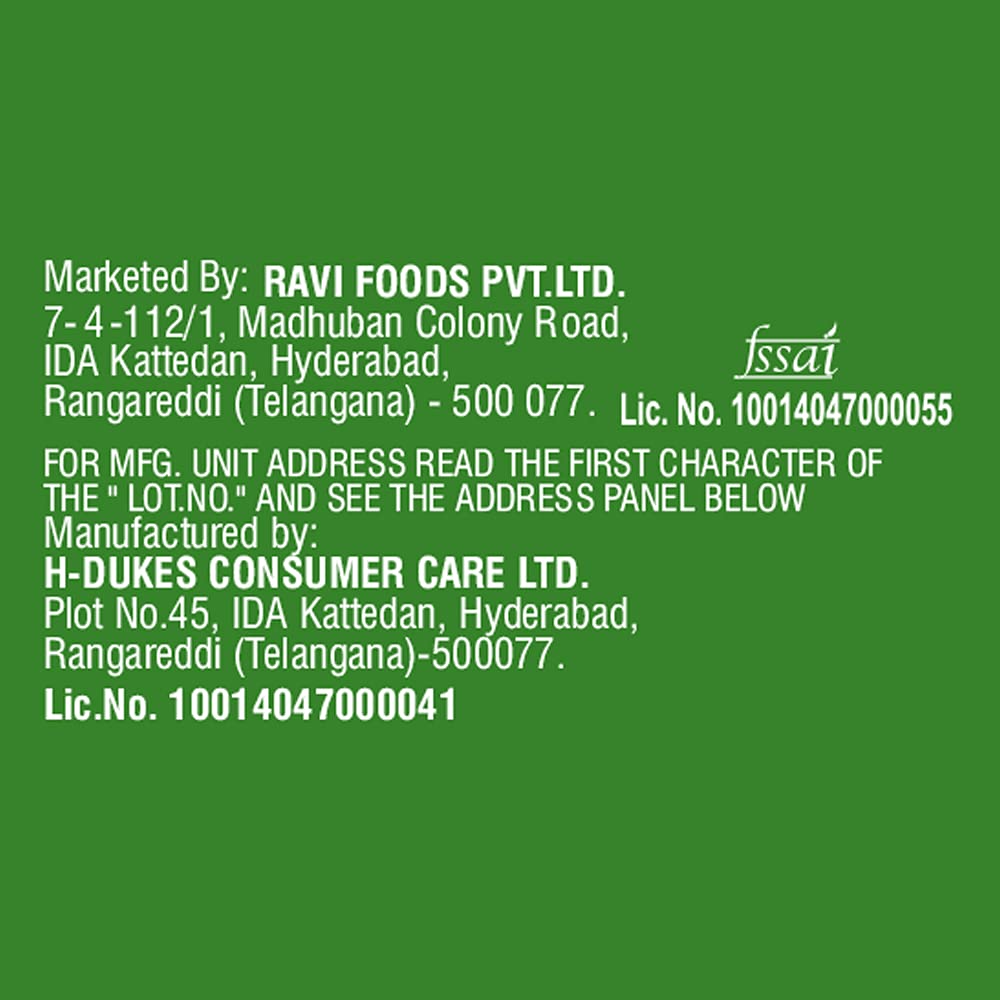 Marketed By: RAVI FOODS PVT.LTD.
7-4-112/1, Madhuban Colony Road,
IDA Kattedan, Hyderabad,
Rangareddi (Telangana) - 500 077.
fssai
Lic. No. 10014047000055
FOR MFG. UNIT ADDRESS READ THE FIRST CHARACTER OF
THE " LOT.NO." AND SEE THE ADDRESS PANEL BELOW
Manufactured by:
H-DUKES CONSUMER CARE LTD.
Plot No.45, IDA Kattedan, Hyderabad,
Rangareddi (Telangana)-500077.
Lic.No. 10014047000041